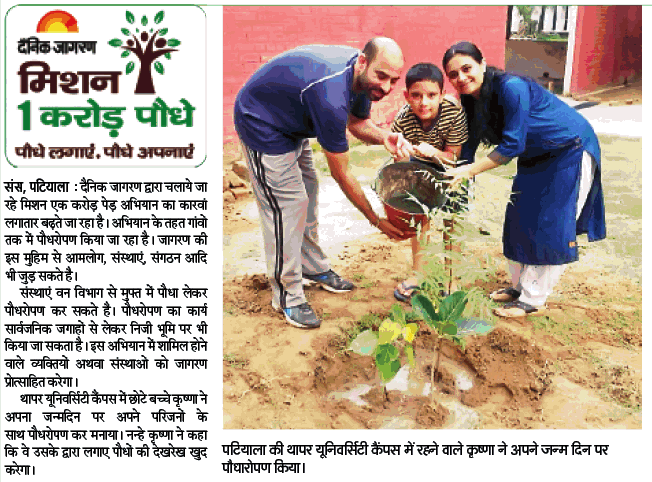 दैनिक जागरण
मिशन
1 करोड़ पौधे
पौधे लगाएं, पौधे अपनाएं
संस, पटियाला : दैनिक जागरण द्वारा चलाये जा
रहे मिशन एक करोड़ पेड़ अभियान का कारवां
लगातार बढ़ते जा रहा है। अभियान के तहत गांवो
तक में पौधरोपण किया जा रहा है। जागरण की
इस मुहिम से आमलोग, संस्थाएं, संगठन आदि
भी जुड़ सकते है।
संस्थाएं वन विभाग से मुफ्त में पौधा लेकर
पौधरोपण कर सकते है। पौधरोपण का कार्य
सार्वजनिक जगहों से लेकर निजी भूमि पर भी
किया जा सकता है। इस अभियान में शामिल होने
वाले व्यक्तियो अथवा संस्थाओ को जागरण
प्रोत्साहित करेगा।
थापर यूनिवर्सिटी कैंपस में छोटे बच्चे कृष्णा ने
अपना जन्मदिन पर अपने परिजनो के
साथ पौधरोपण कर मनाया। नन्हे कृष्णा ने कहा
कि वे उसके द्वारा लगाए पौधो की देखरेख खुद
करेगा।
पटियाला की थापर यूनिवर्सिटी कैंपस में रहने वाले कृष्णा ने अपने जन्म दिन पर
पौधारोपण किया।